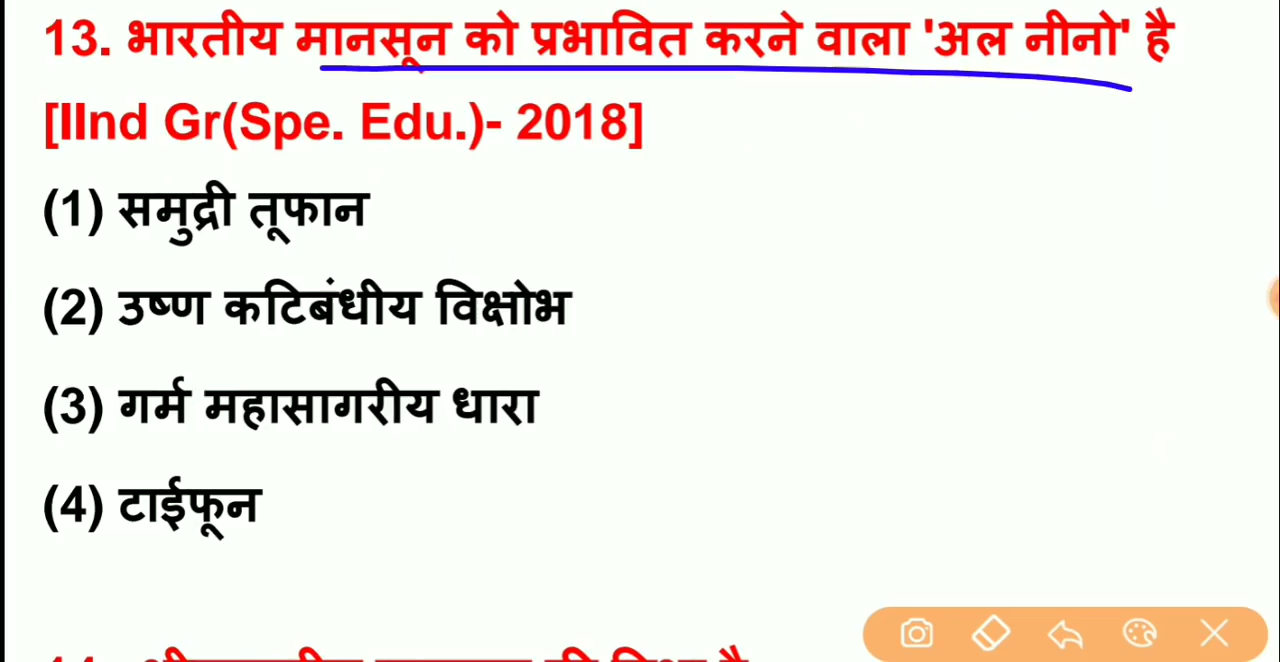 13. भारतीय मानसून को प्रभावित करने वाला 'अल नीनो' है
[IInd Gr(Spe. Edu.)- 2018]
(1) समुद्री तूफान
(2) उष्ण कटिबंधीय विक्षोभ
(3) गर्म महासागरीय धारा
(4) टाईफून